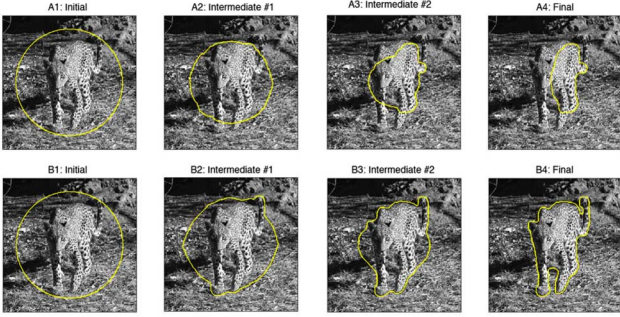 A1: Initial
A2: Intermediate #1
A3: Intermediate #2
A4: Final
B1: Initial
B2: Intermediate #1
B3: Intermediate #2
B4: Final